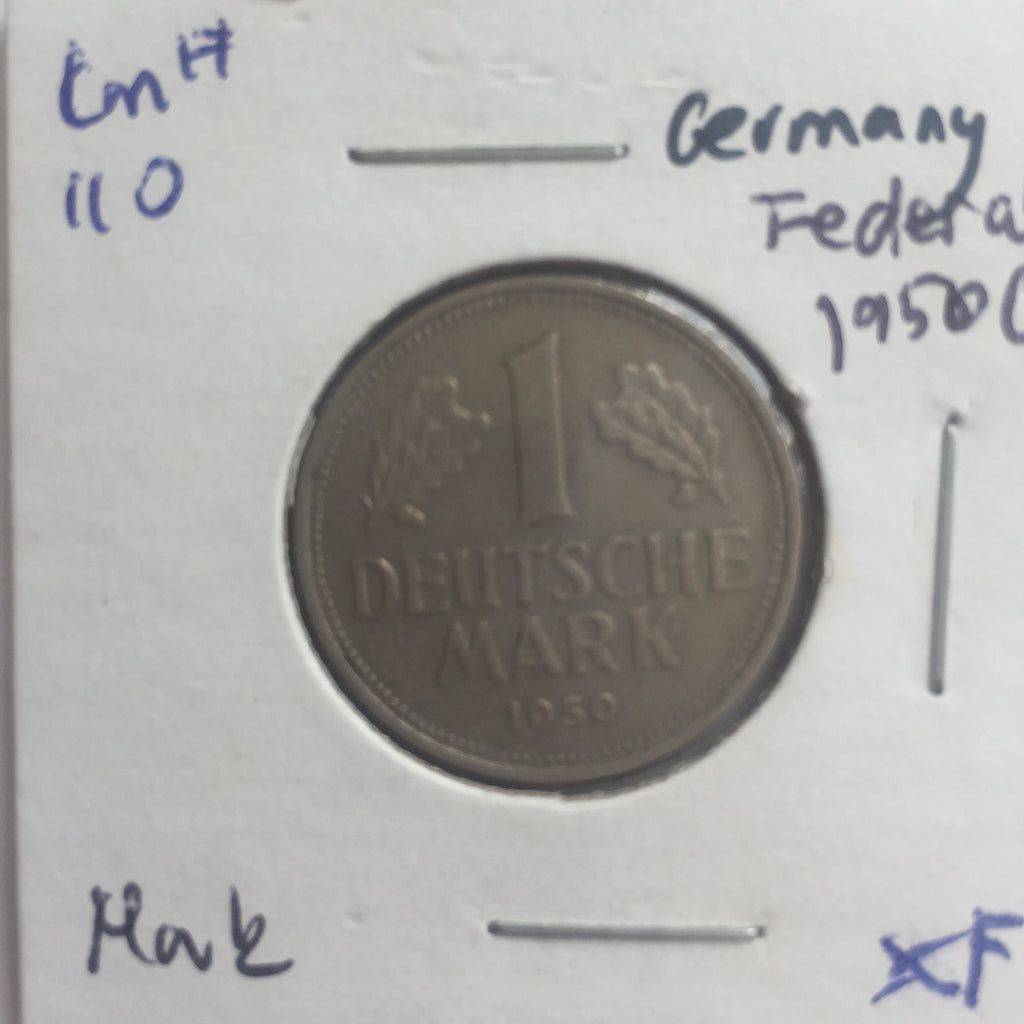 Km#
110
Germany
Federal
1950(
1
DEUTSCHE
MARK
1950
Mark
XF